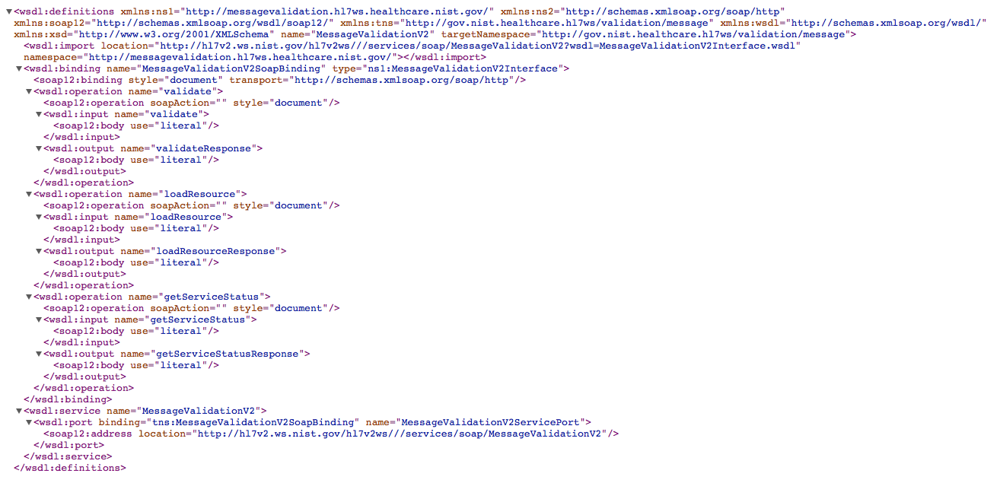 ▼<wsdl:definitions xmlns:ns1="http://messagevalidation.hl7ws.healthcare.nist.gov/" xmlns:ns2="http://schemas.xmlsoap.org/soap/http"
xmlns:soap12="http://schemas.xmlsoap.org/wsdl/soap12/" xmlns:tns="http://gov.nist.healthcare.hl7ws/validation/message" xmlns:wsdl="http://schemas.xmlsoap.org/wsdl/"
xmlns:xsd="http://www.w3.org/2001/XMLSchema" name="MessageValidationV2" targetNamespace="http://gov.nist.healthcare.hl7ws/validation/message">
<wsdl:import location="http://hl7v2.ws.nist.gov/hl7v2ws///services/soap/MessageValidationV2?wsdl=MessageValidationV2Interface.wsdl"
namespace="http://messagevalidation.hl7ws.healthcare.nist.gov/"></wsdl:import>
▼<wsdl:binding name="MessageValidationV2SoapBinding" type="ns1:MessageValidationV2Interface">
<soap12:binding style="document" transport="http://schemas.xmlsoap.org/soap/http"/>
▼<wsdl:operation name="validate">
<soap12:operation soapAction="" style="document"/>
▼<wsdl:input name="validate">
<soap12:body use="literal"/>
</wsdl:input>
▼<wsdl:output name="validateResponse">
<soap12:body use="literal"/>
</wsdl:output>
</wsdl:operation>
▼<wsdl:operation name="loadResource">
<soap12:operation soapAction="" style="document"/>
▼<wsdl:input name="loadResource">
<soap12:body use="literal"/>
</wsdl:input>
▼<wsdl:output name="loadResourceResponse">
<soap12:body use="literal"/>
</wsdl:output>
</wsdl:operation>
▼<wsdl:operation name="getServiceStatus">
<soap12:operation soapAction="" style="document"/>
▼<wsdl:input name="getServiceStatus">
<soap12:body use="literal"/>
</wsdl:input>
▼<wsdl:output name="getServiceStatusResponse">
<soap12:body use="literal"/>
</wsdl:output>
</wsdl:operation>
</wsdl:binding>
▼<wsdl:service name="MessageValidationV2">
▼<wsdl:port binding="tns:MessageValidationV2SoapBinding" name="MessageValidationV2ServicePort">
<soap12:address location="http://hl7v2.ws.nist.gov/hl7v2ws///services/soap/MessageValidationV2"/>
</wsdl:port>
</wsdl:service>
</wsdl:definitions>